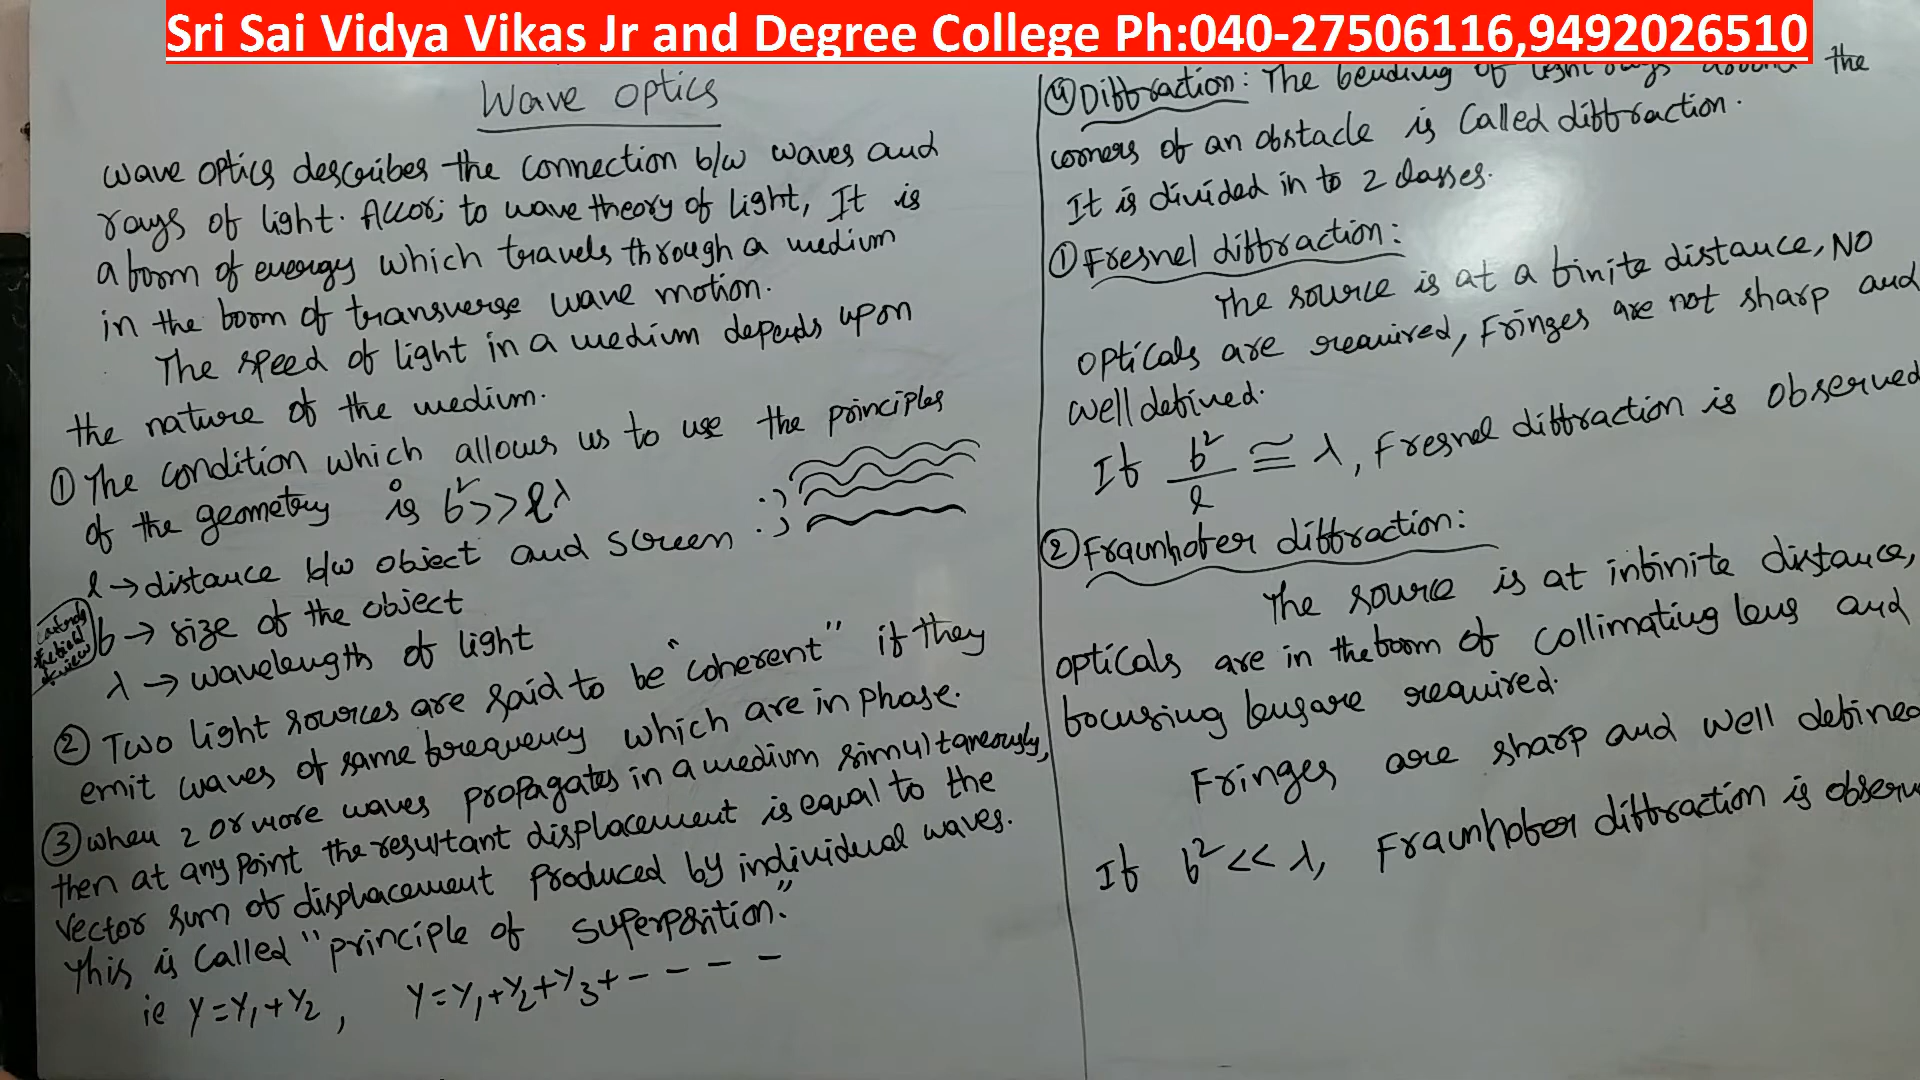 Sri Sai Vidya Vikas Jr and Degree College Ph:040-27506116,9492026510
Wave optics
Wave optics describes the connection b/w waves and
rays of light. Accor; to wave theory of light, It is
a form of energy which travels through a medium
in the form of transverse wave motion.
The speed of light in a medium depends upon
the nature of the medium.
① The condition which allows us to use the principles
of the geometry is b²>>lλ
l → distance b/w object and screen
b → size of the object
λ → wavelength of light
② Two light sources are said to be "coherent" if they
emit waves of same frequency which are in phase.
③ when 2 or more waves propagates in a medium simultaneously,
then at any point the resultant displacement is equal to the
vector sum of displacement produced by individual waves.
This is called "principle of superposition."
ie Y=Y₁+Y₂, Y=Y₁+Y₂+Y₃+-----
④ Diffraction: The bending of light rays around the
corners of an obstacle is called diffraction.
It is divided in to 2 classes.
① Fresnel diffraction:
The source is at a finite distance, NO
opticals are required, Fringes are not sharp and
well defined.
If b²/l ≅ λ, Fresnel diffraction is observed
② Fraunhofer diffraction:
The source is at infinite distance,
opticals are in the form of collimating lens and
focusing lens are required.
Fringes are sharp and well defined
If b² << λ, Fraunhofer diffraction is observ